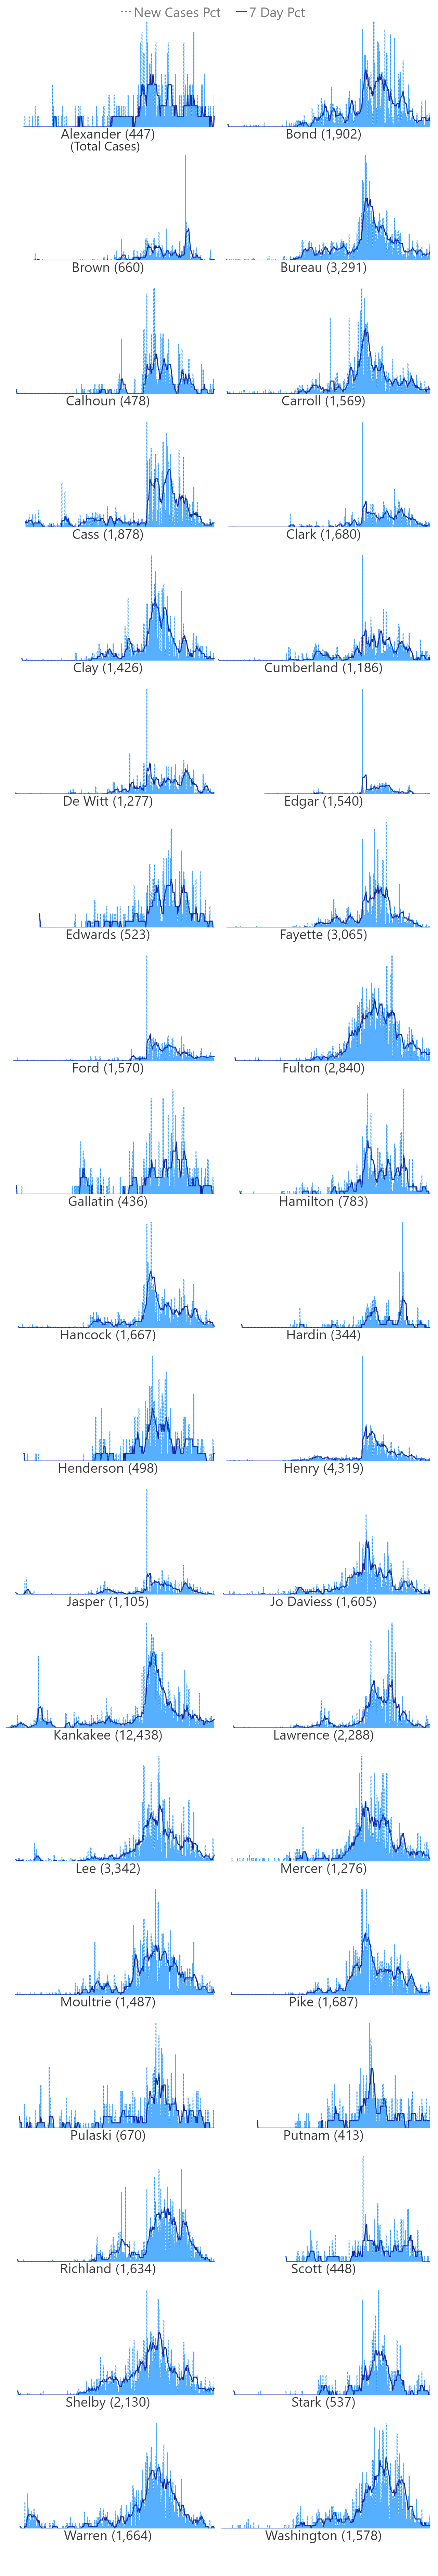 New Cases Pct 7 Day Pct
Alexander (447) Bond (1,902)
(Total Cases)
Brown (660) Bureau (3,291)
Calhoun (478) Carroll (1,569)
Cass (1,878) Clark (1,680)
Clay (1,426) Cumberland (1,186)
De Witt (1,277) Edgar (1,540)
Edwards (523) Fayette (3,065)
Ford (1,570) Fulton (2,840)
Gallatin (436) Hamilton (783)
Hancock (1,667) Hardin (344)
Henderson (498) Henry (4,319)
Jasper (1,105) Jo Daviess (1,605)
Kankakee (12,438) Lawrence (2,288)
Lee (3,342) Mercer (1,276)
Moultrie (1,487) Pike (1,687)
Pulaski (670) Putnam (413)
Richland (1,634) Scott (448)
Shelby (2,130) Stark (537)
Warren (1,664) Washington (1,578)